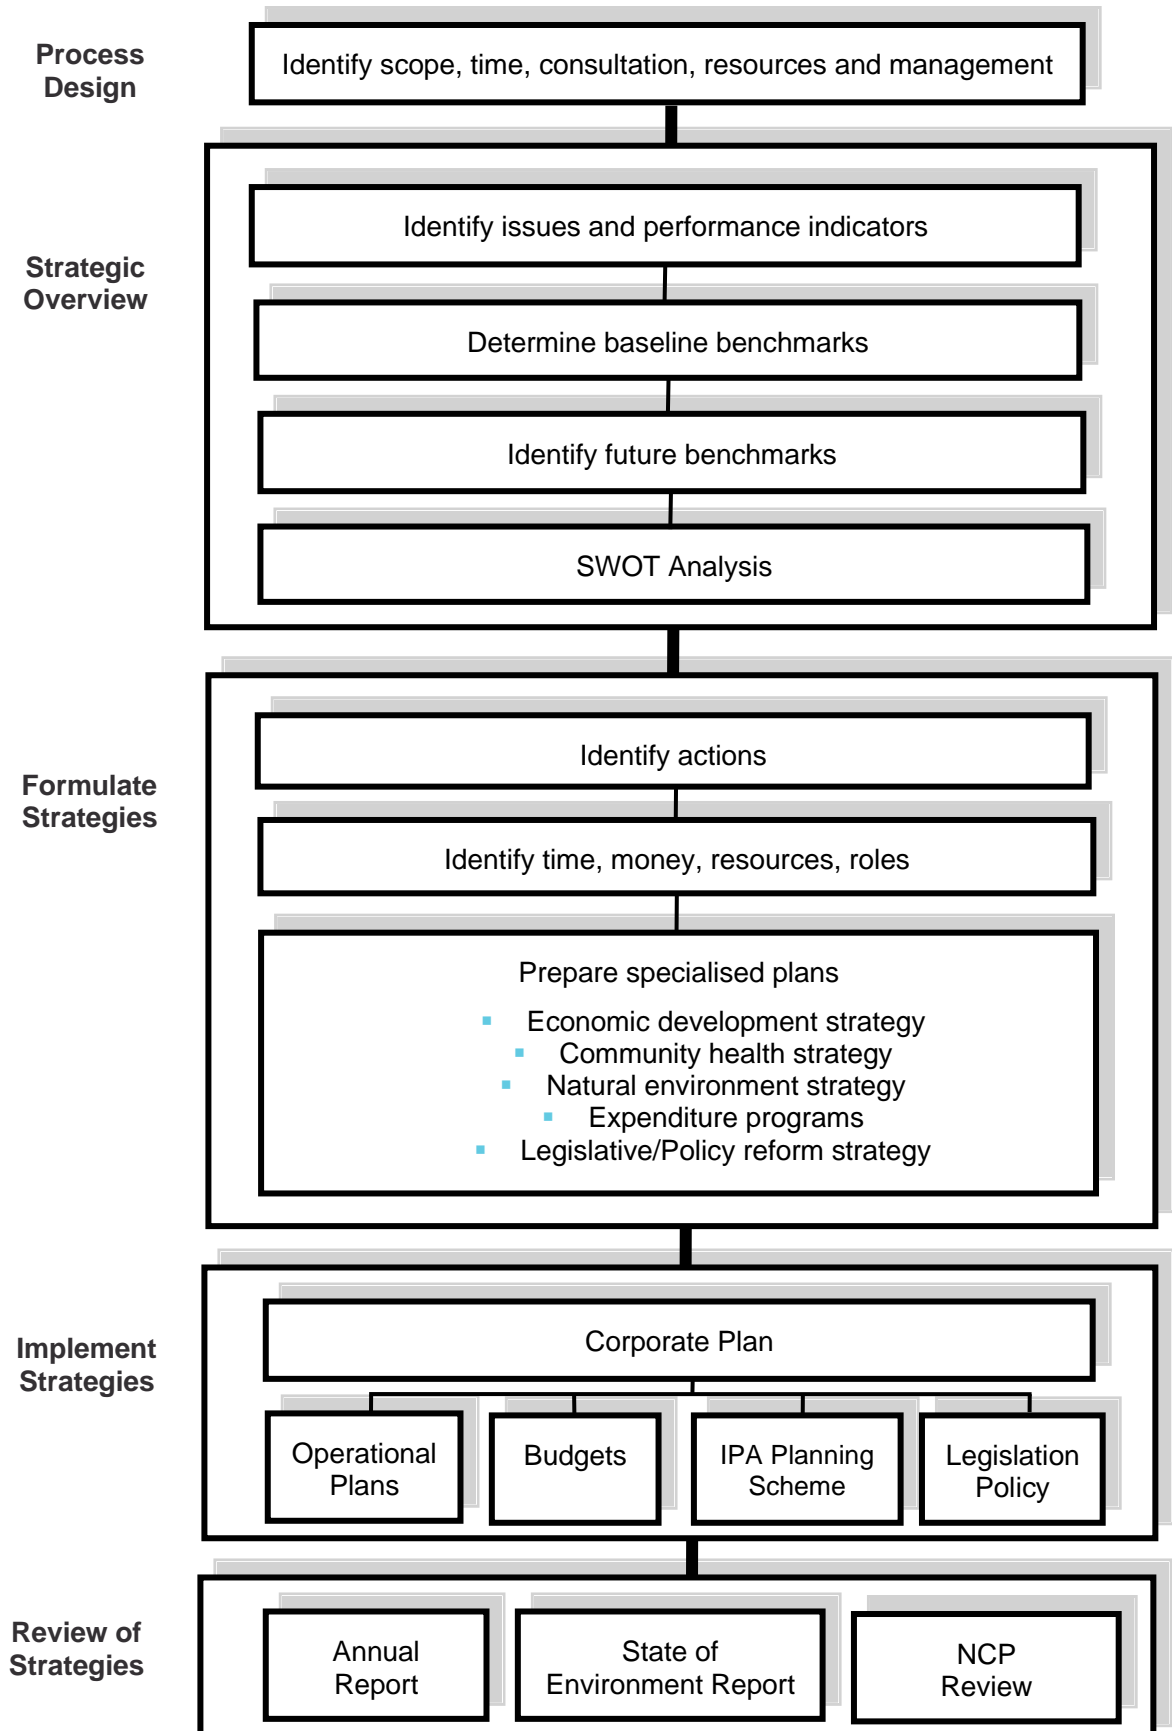 Process
Design
Identify scope, time, consultation, resources and management
Strategic
Overview
Identify issues and performance indicators
Determine baseline benchmarks
Identify future benchmarks
SWOT Analysis
Formulate
Strategies
Identify actions
Identify time, money, resources, roles
Prepare specialised plans
▪ Economic development strategy
▪ Community health strategy
▪ Natural environment strategy
▪ Expenditure programs
▪ Legislative/Policy reform strategy
Implement
Strategies
Corporate Plan
Operational
Plans
Budgets
IPA Planning
Scheme
Legislation
Policy
Review of
Strategies
Annual
Report
State of
Environment Report
NCP
Review